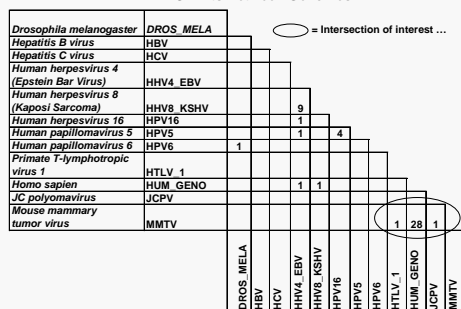 Drosophila melanogaster DROS_MELA
= Intersection of interest ...
Hepatitis B virus HBV
Hepatitis C virus HCV
Human herpesvirus 4
(Epstein Bar Virus) HHV4_EBV
Human herpesvirus 8
(Kaposi Sarcoma) HHV8_KSHV 9
Human herpesvirus 16 HPV16 1
Human papillomavirus 5 HPV5 1 4
Human papillomavirus 6 HPV6 1
Primate T-lymphotropic
virus 1 HTLV_1
Homo sapien HUM_GENO 1 1
JC polyomavirus JCPV
Mouse mammary
tumor virus MMTV 1 28 1
DROS_MELA
HBV
HCV
HHV4_EBV
HHV8_KSHV
HPV16
HPV5
HPV6
HTLV_1
HUM_GENO
JCPV
MMTV